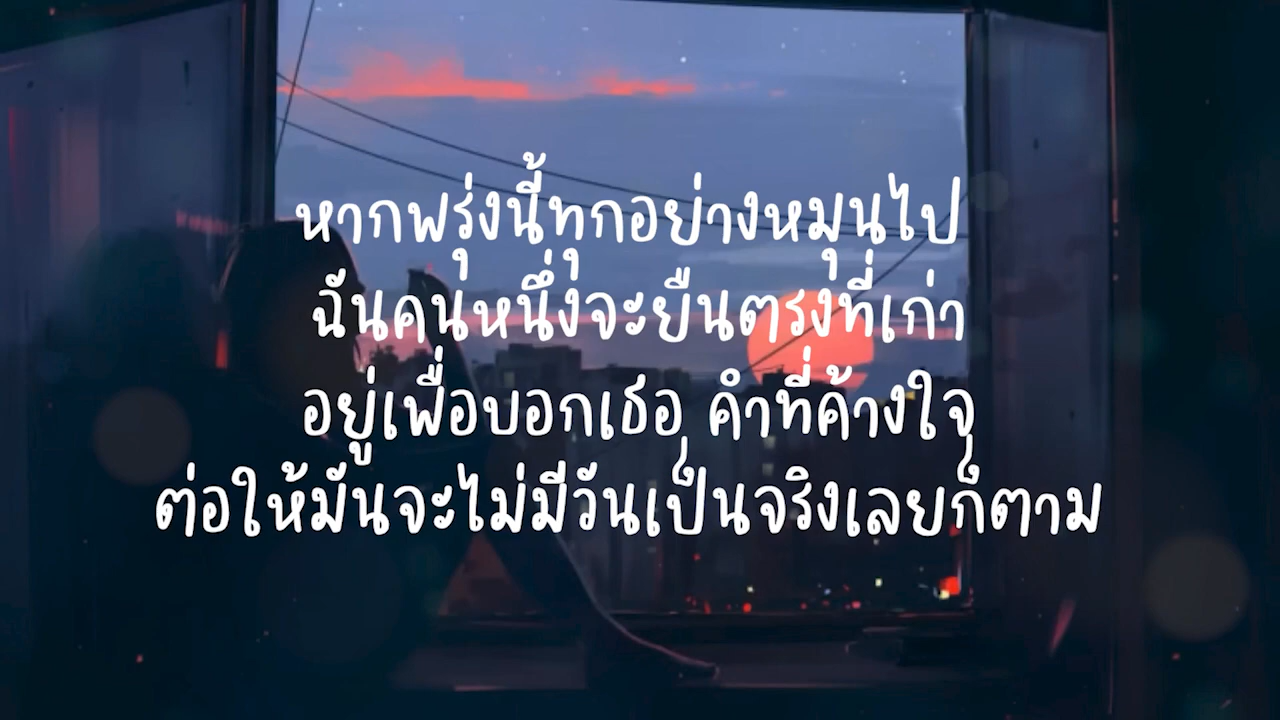 หากพรุ่งนี้ทุกอย่างหมุนไป
ฉันคนหนึ่งจะยืนตรงที่เก่า
อยู่เพื่อบอกเธอ คำที่ค้างใจ
ต่อให้มันจะไม่มีวันเป็นจริงเลยก็ตาม